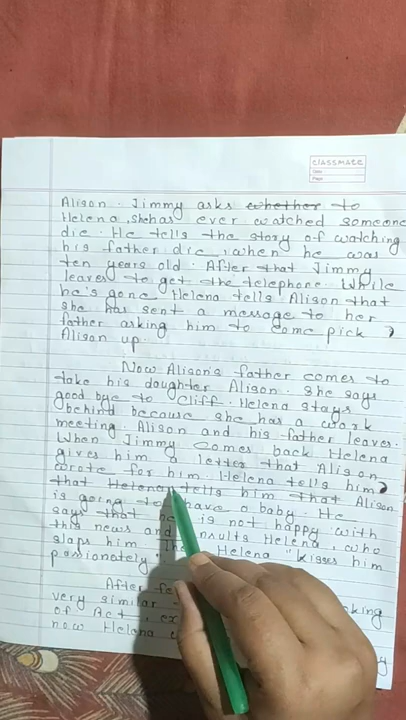 CLASSMATE
Date
Page
Alison. Jimmy asks whether to
Helena, shehas ever watched someone
die. He tells the story of watching
his father die, when he was
ten years old. After that Jimmy
leaves to get the telephone. While
he's gone Helena tells Alison that
she has sent a message to her
father asking him to come pick
Alison up.
Now Alison's father comes to
take his daughter Alison. She says
good bye to Cliff. Helena stays
behind because she has a work
meeting. Alison and his father leaves.
When Jimmy comes back Helena
gives him a letter that Alison
wrote for him. Helena tells him
that Helena tells him that Alison
is going to have a baby. He
says that he is not happy with
this news and insults Helena, who
slaps him. Helena "kisses him
passionately"
After
very similar
of Act
now Helena